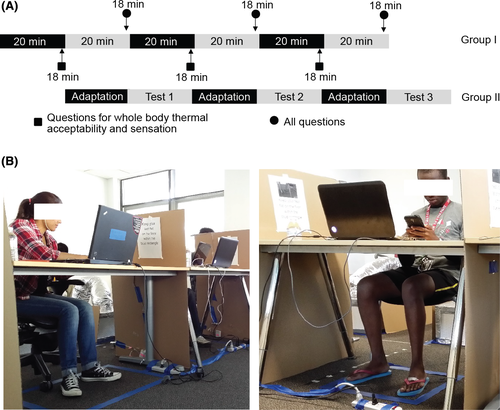 (A)
18 min 18 min 18 min
20 min 20 min 20 min 20 min 20 min 20 min Group I
18 min 18 min 18 min
Adaptation Test 1 Adaptation Test 2 Adaptation Test 3 Group II
Questions for whole body thermal
acceptability and sensation
All questions
(B)